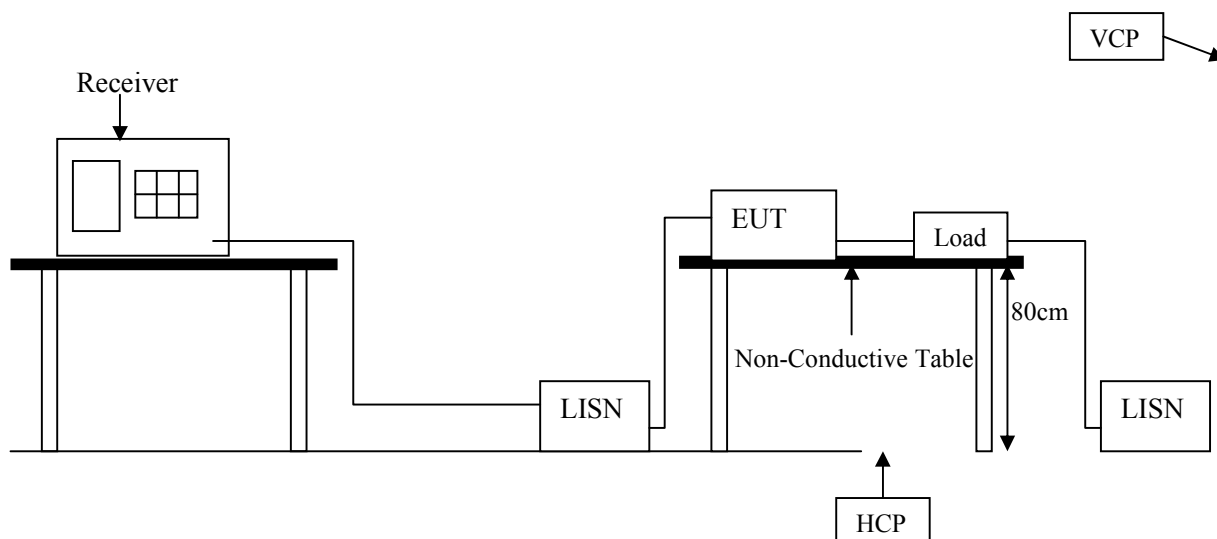 VCP
Receiver
EUT
Load
80cm
Non-Conductive Table
LISN
LISN
HCP